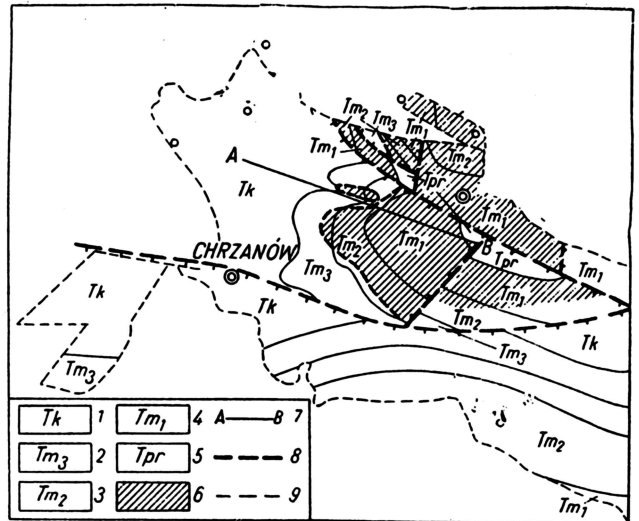 Tm2 Tm3 Tm1
Tm1
Tm2
A
Tk
Tpr
Tm1
CHRZANÓW
Tm2
Tm1
B
Tpr
Tm1
Tm3
Tk
Tk
Tm1
Tm2
Tk
Tm3
Tm3
Tm2
Tm1
Tk 1 Tm1 4 A B 7
Tm3 2 Tpr 5 8
Tm2 3 6 9